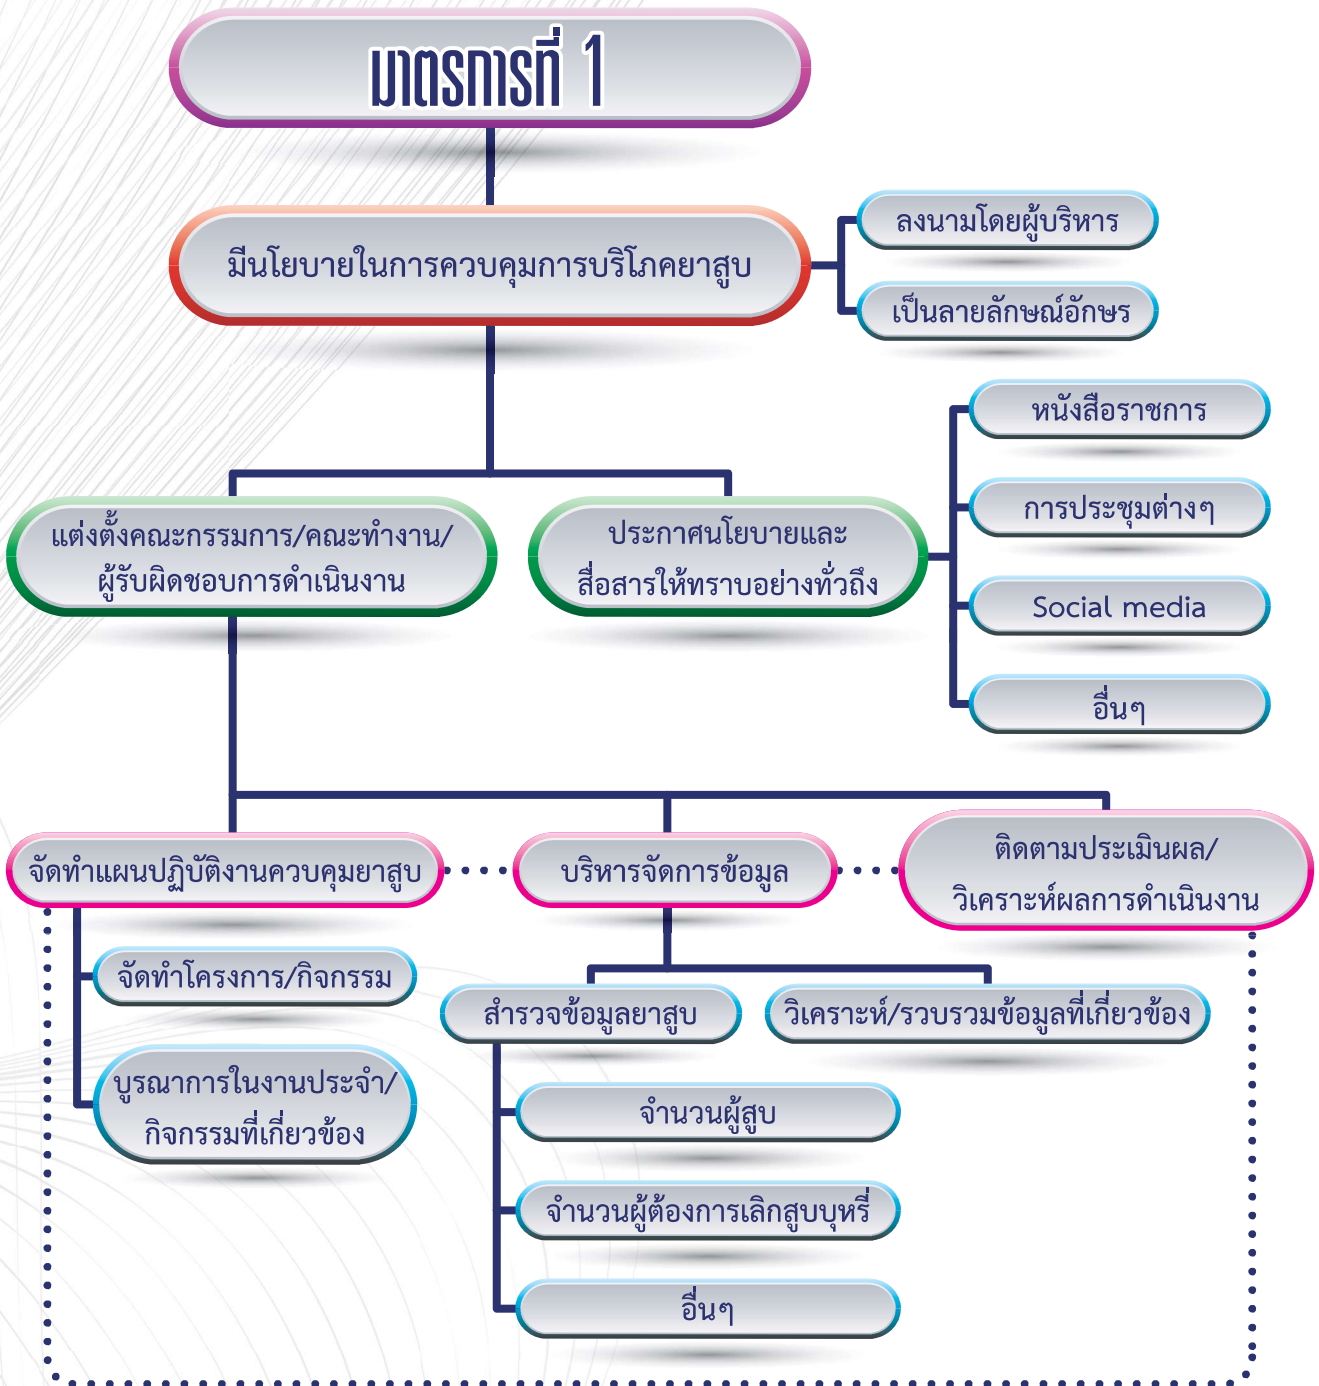 มาตรการที่ 1
มีนโยบายในการควบคุมการบริโภคยาสูบ
ลงนามโดยผู้บริหาร
เป็นลายลักษณ์อักษร
หนังสือราชการ
การประชุมต่างๆ
Social media
อื่นๆ
แต่งตั้งคณะกรรมการ/คณะทำงาน/
ผู้รับผิดชอบการดำเนินงาน
ประกาศนโยบายและ
สื่อสารให้ทราบอย่างทั่วถึง
จัดทำแผนปฏิบัติงานควบคุมยาสูบ
บริหารจัดการข้อมูล
ติดตามประเมินผล/
วิเคราะห์ผลการดำเนินงาน
จัดทำโครงการ/กิจกรรม
บูรณาการในงานประจำ/
กิจกรรมที่เกี่ยวข้อง
สำรวจข้อมูลยาสูบ
วิเคราะห์/รวบรวมข้อมูลที่เกี่ยวข้อง
จำนวนผู้สูบ
จำนวนผู้ต้องการเลิกสูบบุหรี่
อื่นๆ